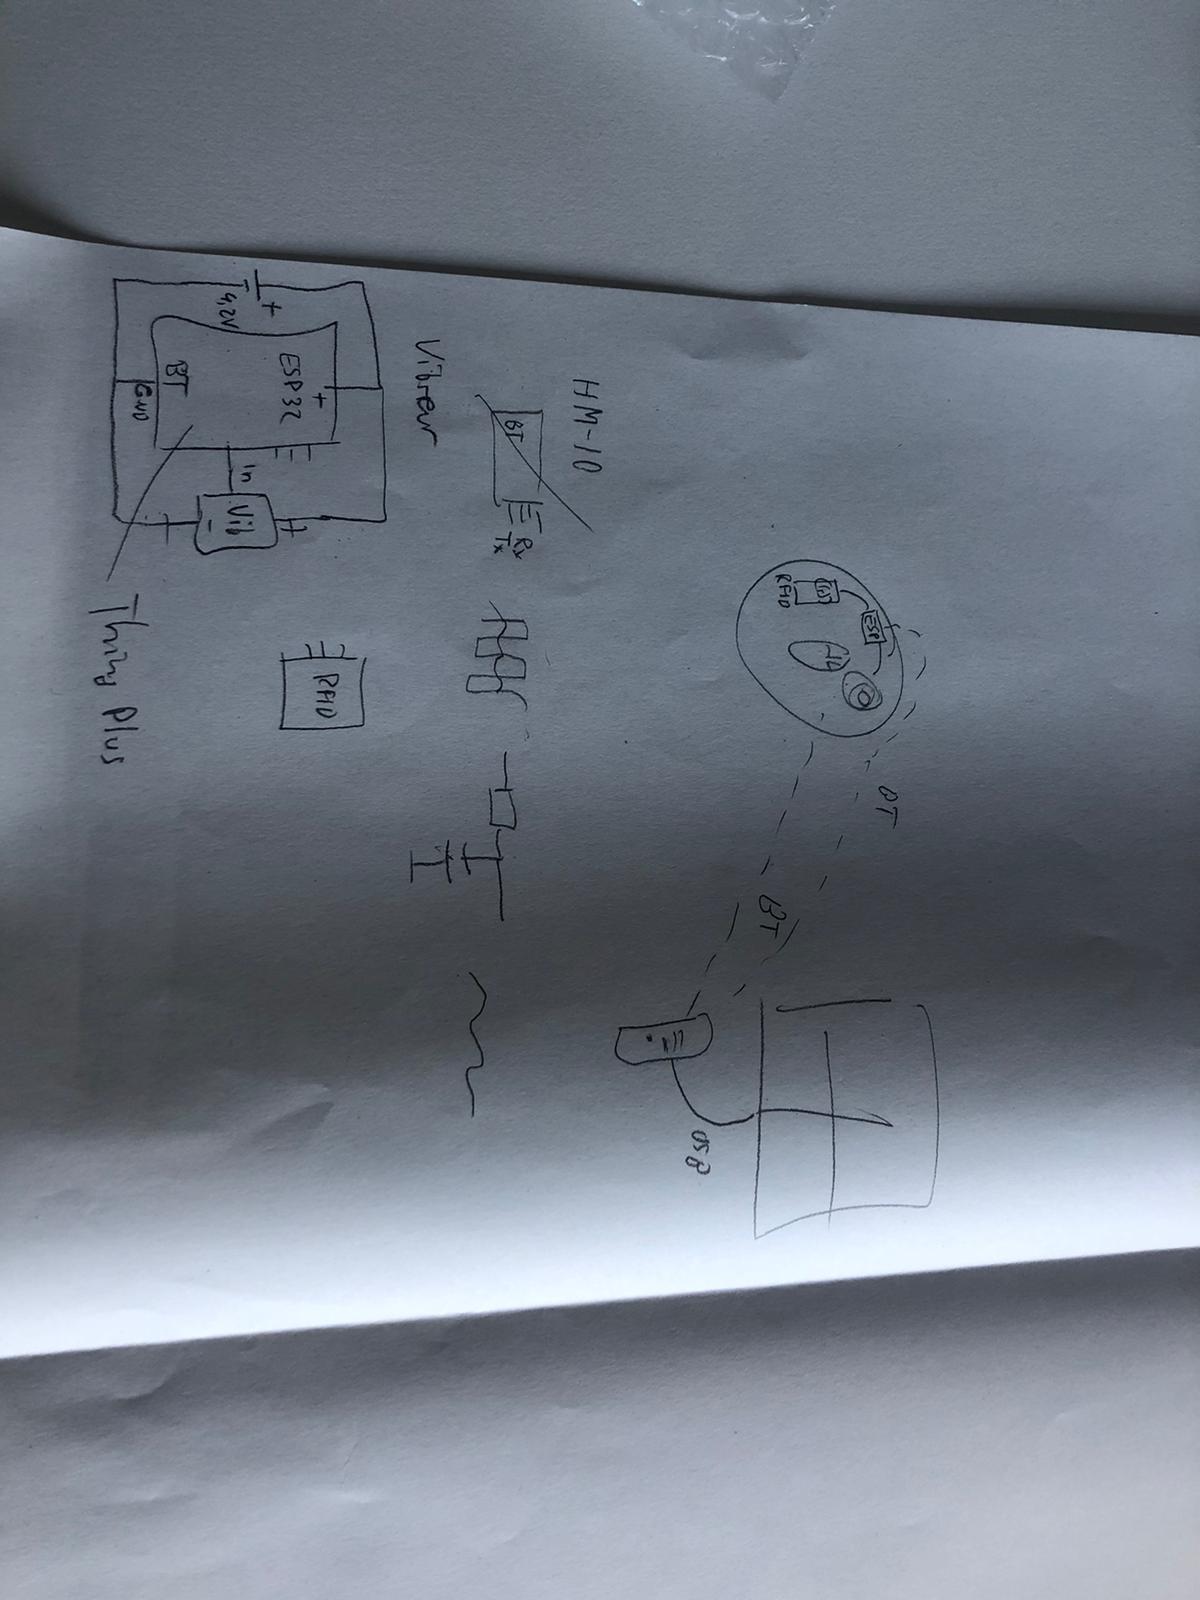 HM-10
BT
Rx
Tx
Vibreur
4,2V
+
ESP32
+
BT
GND
in
Vib
+
-
Thing Plus
RFID
RFID
ESP
BT
BT
USB